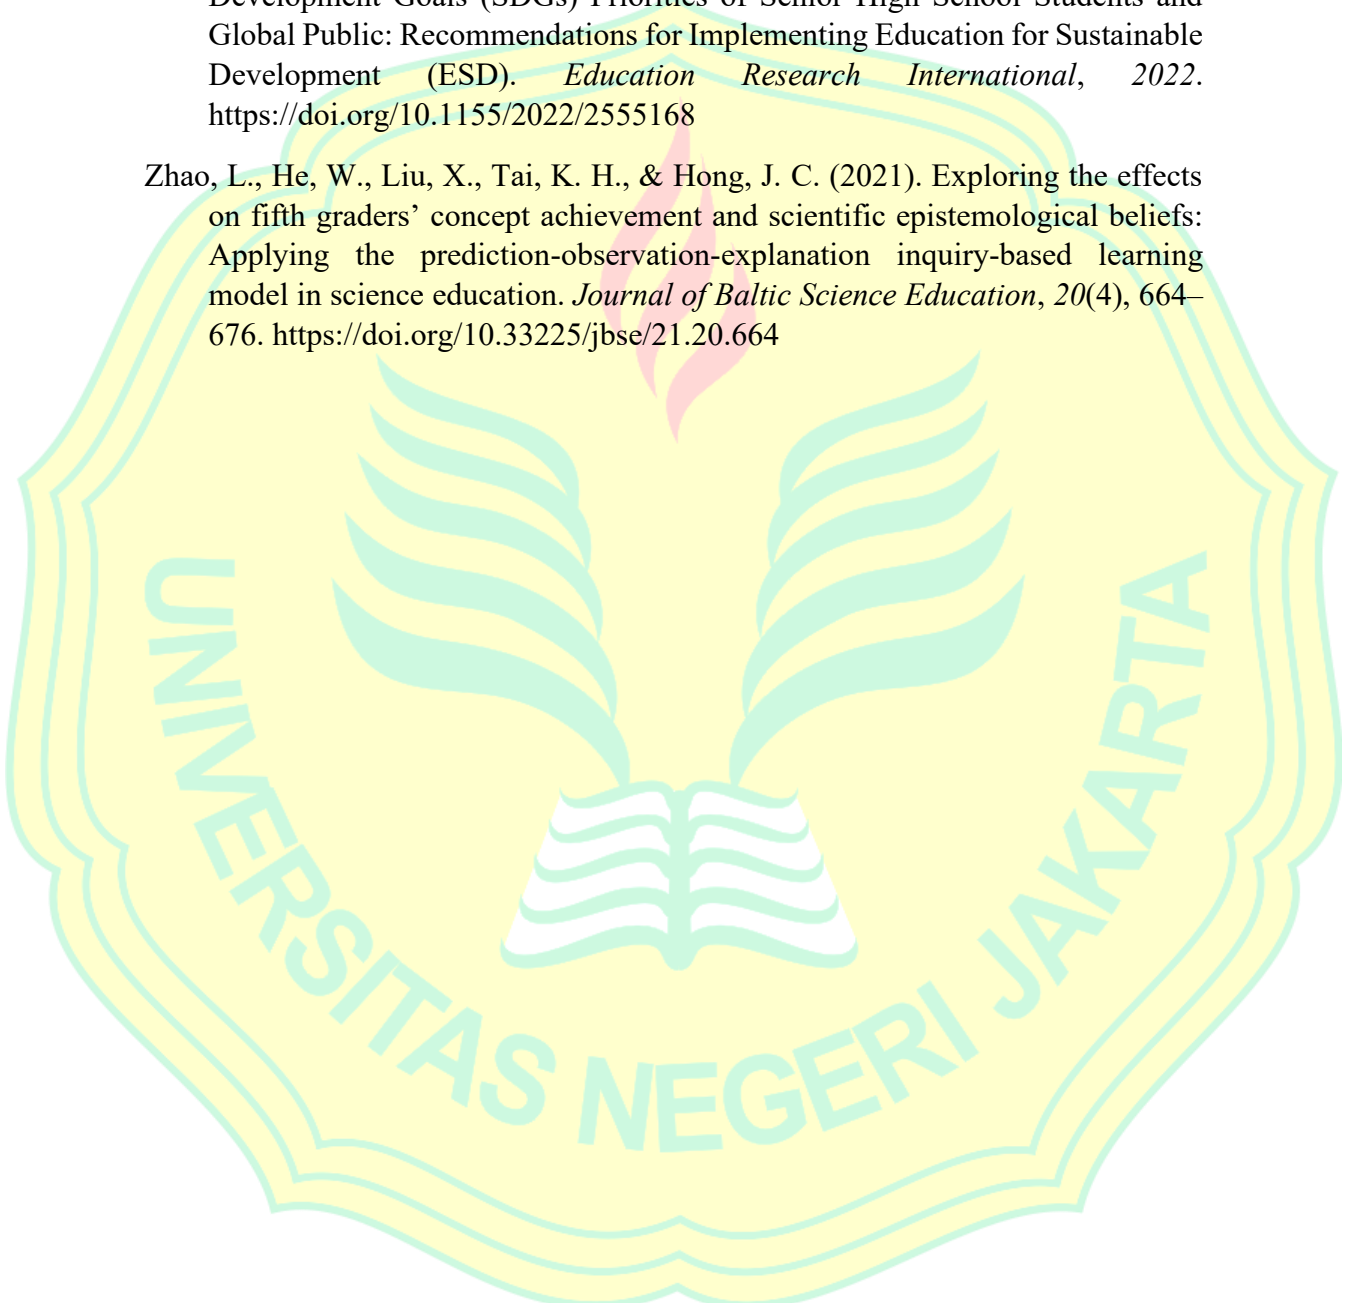 Development Goals (SDGs) Priorities of Senior High School Students and
Global Public: Recommendations for Implementing Education for Sustainable
Development (ESD). Education Research International, 2022.
https://doi.org/10.1155/2022/2555168
Zhao, L., He, W., Liu, X., Tai, K. H., & Hong, J. C. (2021). Exploring the effects
on fifth graders’ concept achievement and scientific epistemological beliefs:
Applying the prediction-observation-explanation inquiry-based learning
model in science education. Journal of Baltic Science Education, 20(4), 664–
676. https://doi.org/10.33225/jbse/21.20.664
UNIVERSITAS NEGERI JAKARTA